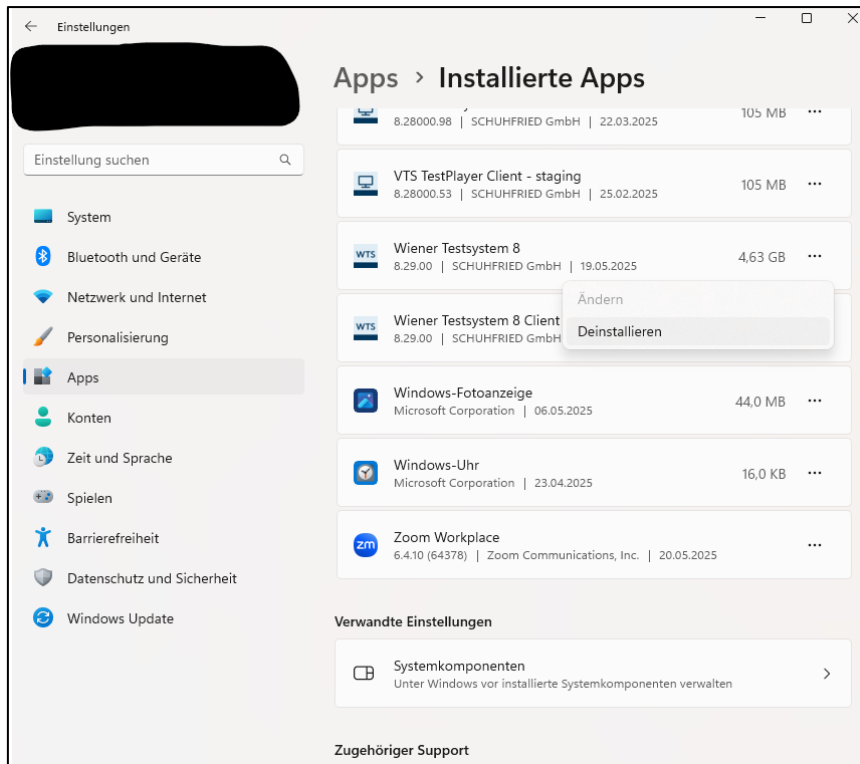 Einstellungen
Einstellung suchen
System
Bluetooth und Geräte
Netzwerk und Internet
Personalisierung
Apps
Konten
Zeit und Sprache
Spielen
Barrierefreiheit
Datenschutz und Sicherheit
Windows Update
Apps > Installierte Apps
8.28000.98 | SCHUHFRIED GmbH | 22.03.2025
105 MB
VTS TestPlayer Client - staging
8.28000.53 | SCHUHFRIED GmbH | 25.02.2025
105 MB
WTS
Wiener Testsystem 8
8.29.00 | SCHUHFRIED GmbH | 19.05.2025
4,63 GB
Ändern
Deinstallieren
WTS
Wiener Testsystem 8 Client
8.29.00 | SCHUHFRIED GmbH
Windows-Fotoanzeige
Microsoft Corporation | 06.05.2025
44,0 MB
Windows-Uhr
Microsoft Corporation | 23.04.2025
16,0 KB
zm
Zoom Workplace
6.4.10 (64378) | Zoom Communications, Inc. | 20.05.2025
Verwandte Einstellungen
Systemkomponenten
Unter Windows vor installierte Systemkomponenten verwalten
Zugehöriger Support